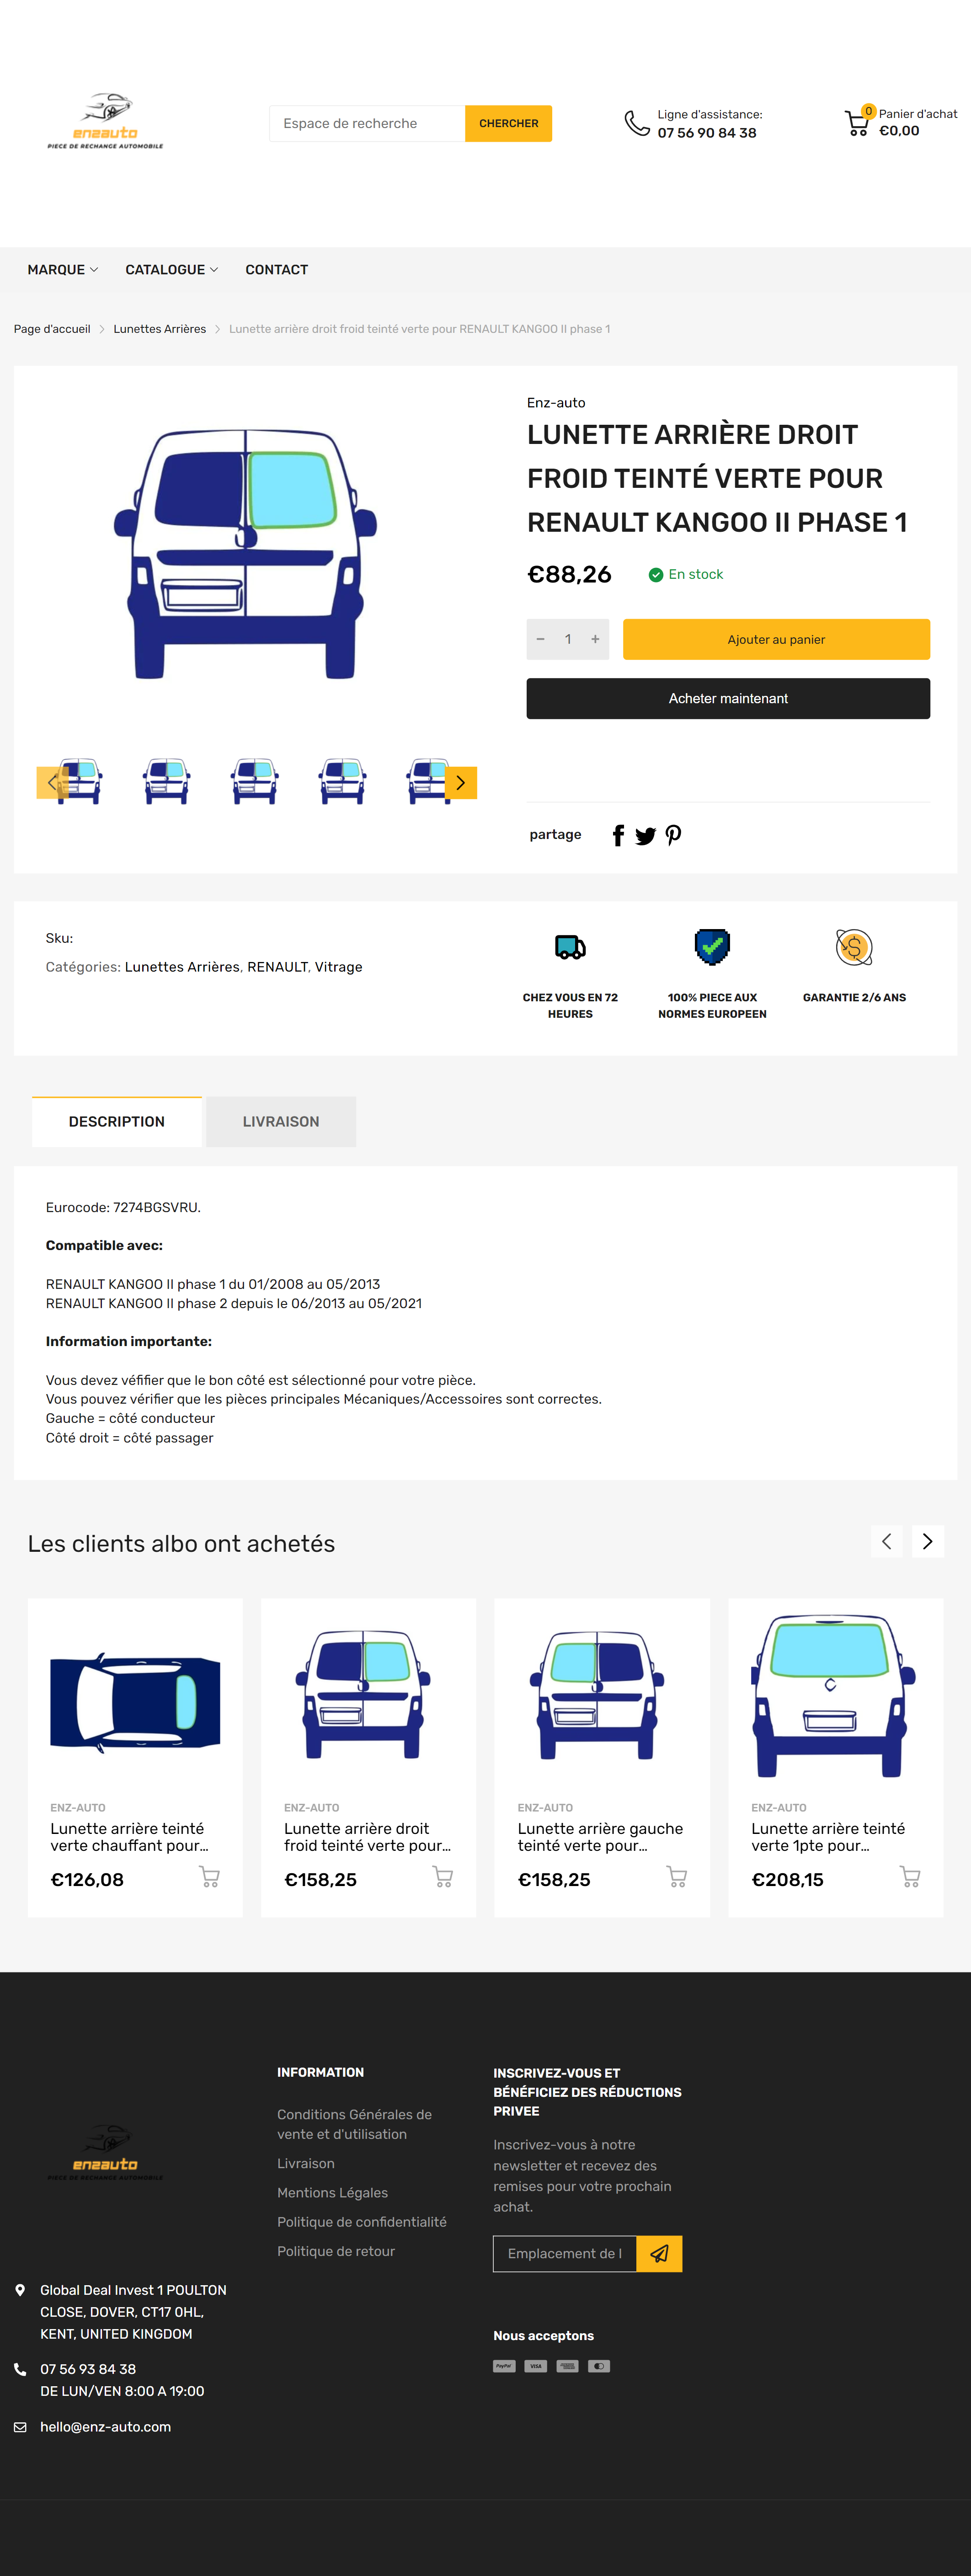 enzauto
PIECE DE RECHANGE AUTOMOBILE
Espace de recherche
CHERCHER
Ligne d'assistance:
07 56 90 84 38
0
Panier d'achat
€0,00
MARQUE
CATALOGUE
CONTACT
Page d'accueil
Lunettes Arrières
Lunette arrière droit froid teinté verte pour RENAULT KANGOO II phase 1
Enz-auto
LUNETTE ARRIÈRE DROIT
FROID TEINTÉ VERTE POUR
RENAULT KANGOO II PHASE 1
€88,26
En stock
− 1 +
Ajouter au panier
Acheter maintenant
partage
Sku:
Catégories: Lunettes Arrières, RENAULT, Vitrage
CHEZ VOUS EN 72
HEURES
100% PIECE AUX
NORMES EUROPEEN
GARANTIE 2/6 ANS
DESCRIPTION
LIVRAISON
Eurocode: 7274BGSVRU.
Compatible avec:
RENAULT KANGOO II phase 1 du 01/2008 au 05/2013
RENAULT KANGOO II phase 2 depuis le 06/2013 au 05/2021
Information importante:
Vous devez véfifier que le bon côté est sélectionné pour votre pièce.
Vous pouvez vérifier que les pièces principales Mécaniques/Accessoires sont correctes.
Gauche = côté conducteur
Côté droit = côté passager
Les clients albo ont achetés
ENZ-AUTO
Lunette arrière teinté
verte chauffant pour...
€126,08
ENZ-AUTO
Lunette arrière droit
froid teinté verte pour...
€158,25
ENZ-AUTO
Lunette arrière gauche
teinté verte pour...
€158,25
ENZ-AUTO
Lunette arrière teinté
verte 1pte pour...
€208,15
enzauto
PIECE DE RECHANGE AUTOMOBILE
Global Deal Invest 1 POULTON
CLOSE, DOVER, CT17 0HL,
KENT, UNITED KINGDOM
07 56 93 84 38
DE LUN/VEN 8:00 A 19:00
hello@enz-auto.com
INFORMATION
Conditions Générales de
vente et d'utilisation
Livraison
Mentions Légales
Politique de confidentialité
Politique de retour
INSCRIVEZ-VOUS ET
BÉNÉFICIEZ DES RÉDUCTIONS
PRIVEE
Inscrivez-vous à notre
newsletter et recevez des
remises pour votre prochain
achat.
Emplacement de l
Nous acceptons
PayPal
VISA